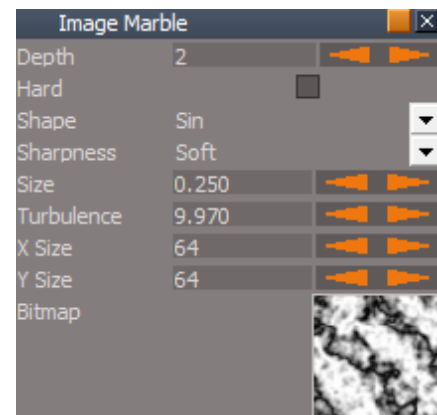 Image Marble
Depth 2
Hard
Shape Sin
Sharpness Soft
Size 0.250
Turbulence 9.970
X Size 64
Y Size 64
Bitmap